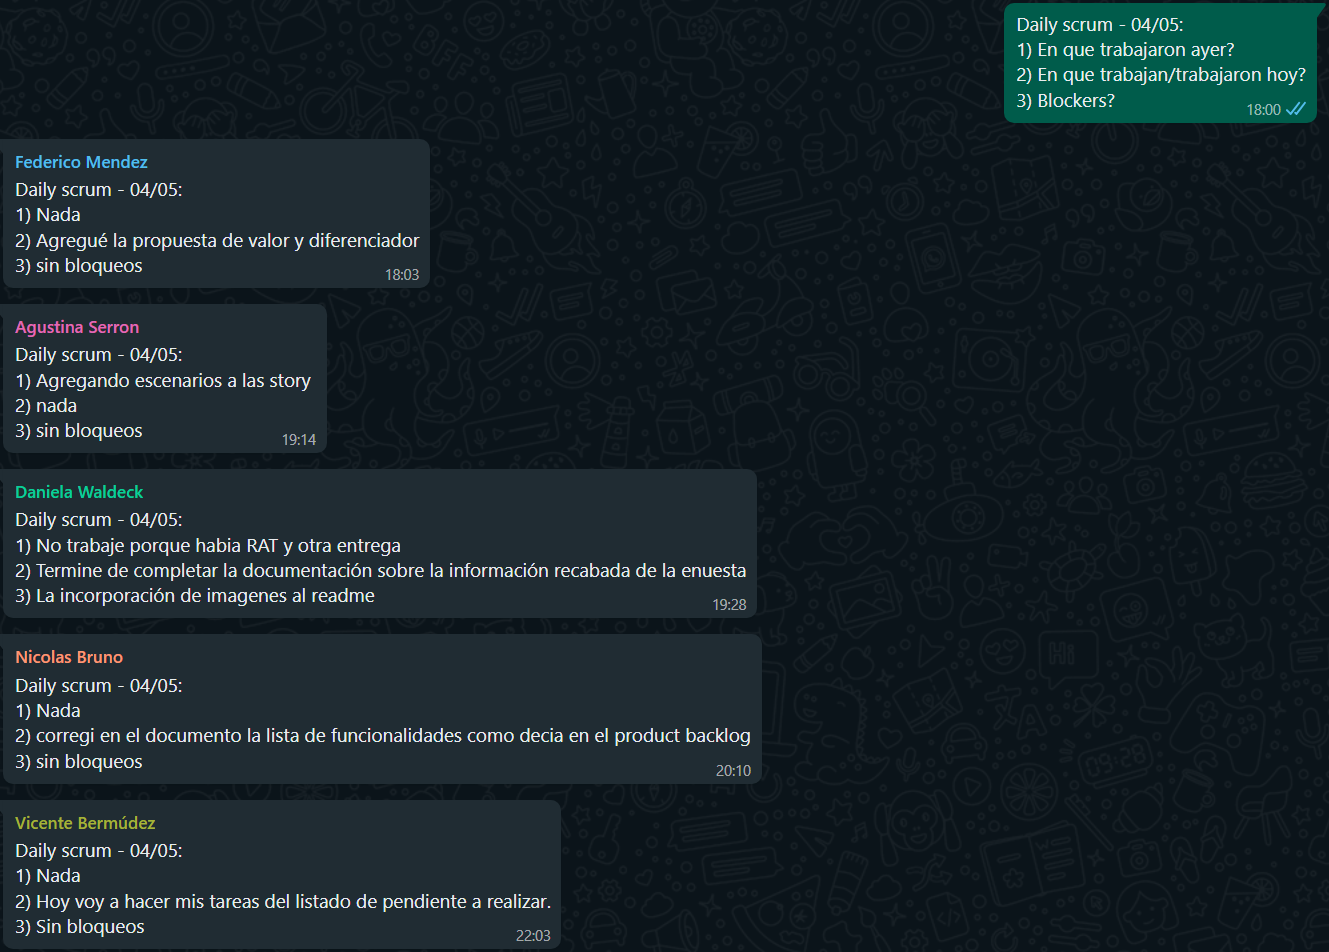 Daily scrum - 04/05:
1) En que trabajaron ayer?
2) En que trabajan/trabajaron hoy?
3) Blockers?
18:00
Federico Mendez
Daily scrum - 04/05:
1) Nada
2) Agregué la propuesta de valor y diferenciador
3) sin bloqueos
18:03
Agustina Serron
Daily scrum - 04/05:
1) Agregando escenarios a las story
2) nada
3) sin bloqueos
19:14
Daniela Waldeck
Daily scrum - 04/05:
1) No trabaje porque habia RAT y otra entrega
2) Termine de completar la documentación sobre la información recabada de la enuesta
3) La incorporación de imagenes al readme
19:28
Nicolas Bruno
Daily scrum - 04/05:
1) Nada
2) corregi en el documento la lista de funcionalidades como decia en el product backlog
3) sin bloqueos
20:10
Vicente Bermúdez
Daily scrum - 04/05:
1) Nada
2) Hoy voy a hacer mis tareas del listado de pendiente a realizar.
3) Sin bloqueos
22:03